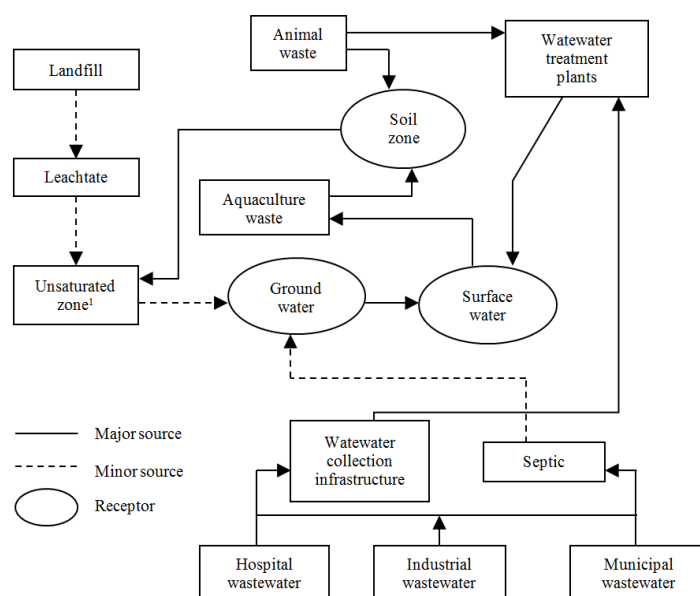 Animal
waste
Watewater
treatment
plants
Landfill
Soil
zone
Leachtate
Aquaculture
waste
Unsaturated
zone¹
Ground
water
Surface
water
Major source
Minor source
Receptor
Watewater
collection
infrastructure
Septic
Hospital
wastewater
Industrial
wastewater
Municipal
wastewater